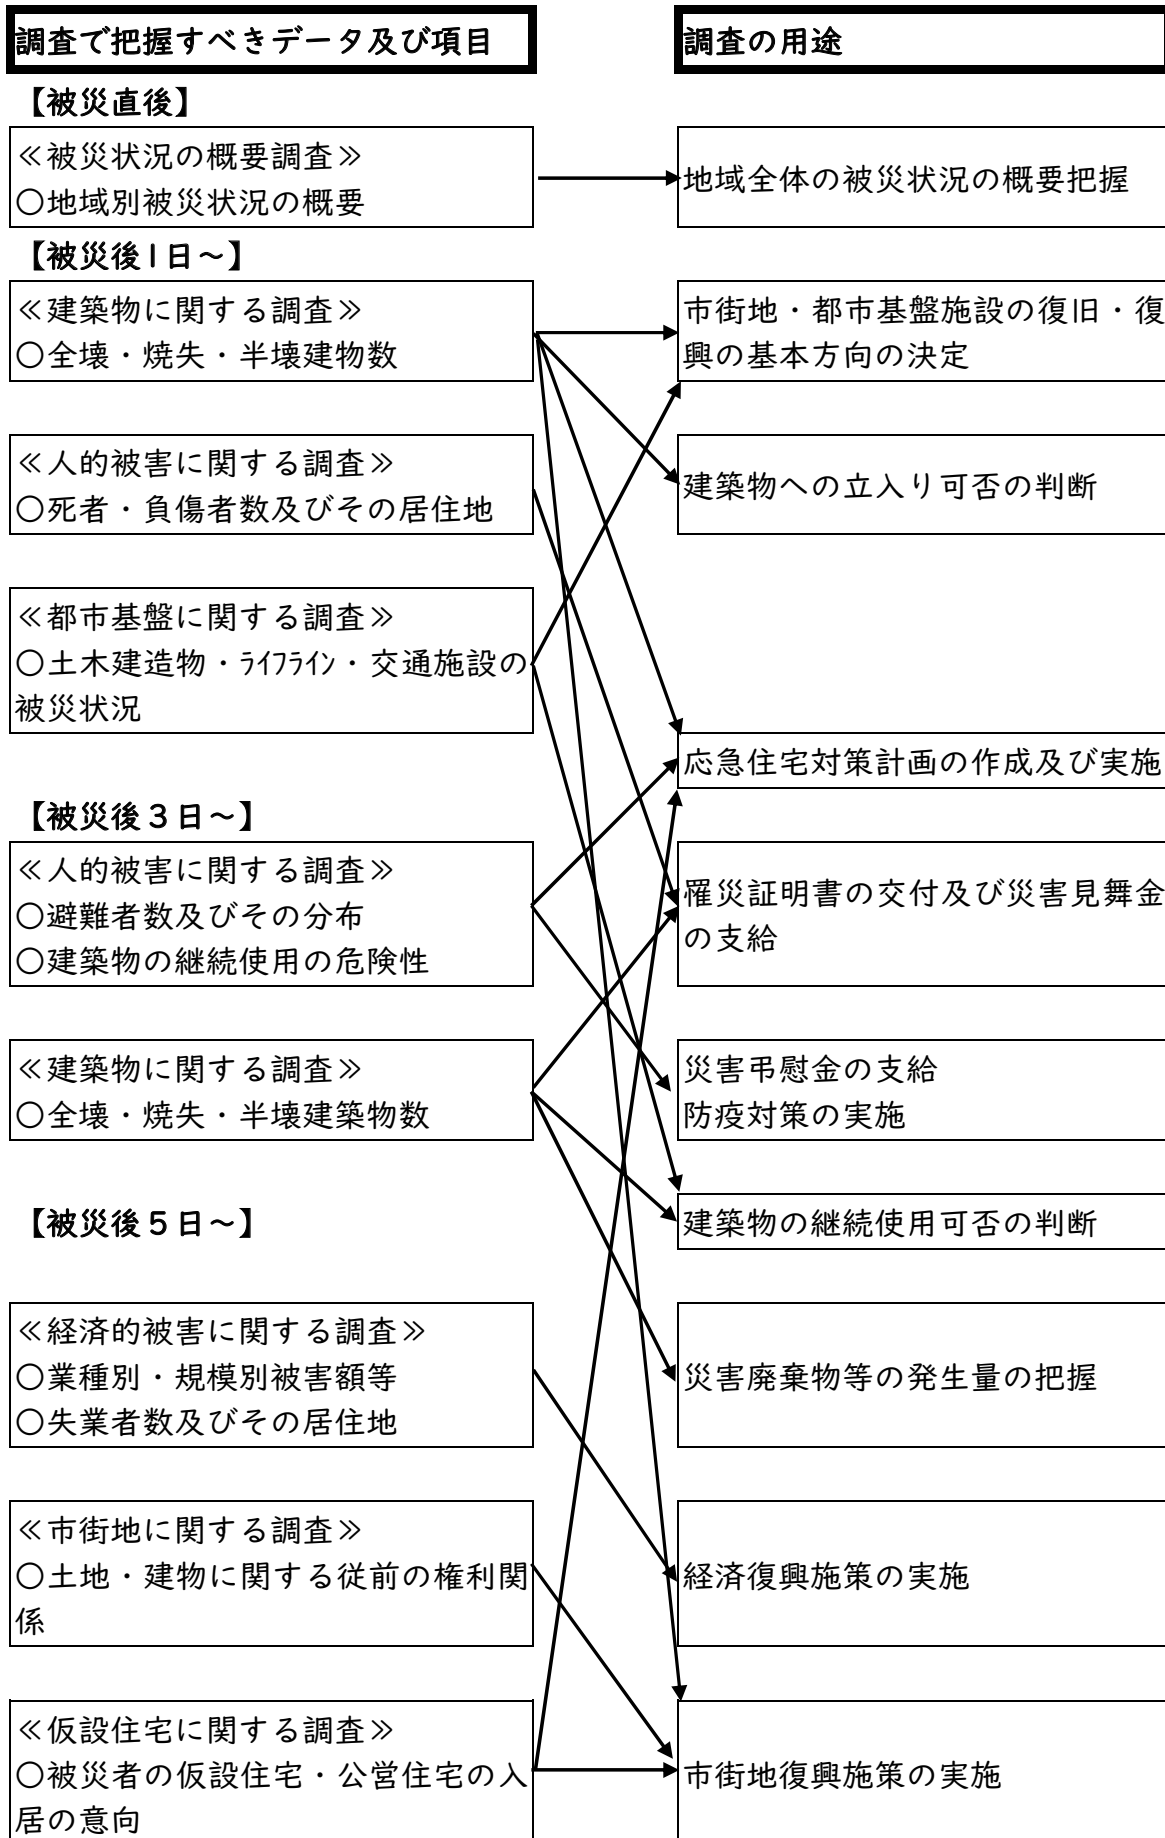 調査で把握すべきデータ及び項目
調査の用途
【被災直後】
≪被災状況の概要調査≫
○地域別被災状況の概要
地域全体の被災状況の概要把握
【被災後1日～】
≪建築物に関する調査≫
○全壊・焼失・半壊建物数
市街地・都市基盤施設の復旧・復
興の基本方向の決定
≪人的被害に関する調査≫
○死者・負傷者数及びその居住地
建築物への立入り可否の判断
≪都市基盤に関する調査≫
○土木建造物・ﾗｲﾌﾗｲﾝ・交通施設の
被災状況
応急住宅対策計画の作成及び実施
【被災後３日～】
≪人的被害に関する調査≫
○避難者数及びその分布
○建築物の継続使用の危険性
罹災証明書の交付及び災害見舞金
の支給
≪建築物に関する調査≫
○全壊・焼失・半壊建築物数
災害弔慰金の支給
防疫対策の実施
【被災後５日～】
建築物の継続使用可否の判断
≪経済的被害に関する調査≫
○業種別・規模別被害額等
○失業者数及びその居住地
災害廃棄物等の発生量の把握
≪市街地に関する調査≫
○土地・建物に関する従前の権利関
係
経済復興施策の実施
≪仮設住宅に関する調査≫
○被災者の仮設住宅・公営住宅の入
居の意向
市街地復興施策の実施